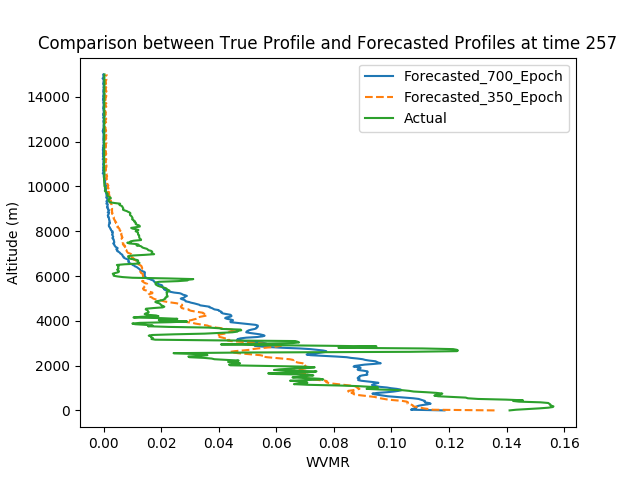 Comparison between True Profile and Forecasted Profiles at time 257
Forecasted_700_Epoch
Forecasted_350_Epoch
Actual
14000
12000
10000
8000
6000
4000
2000
0
Altitude (m)
0.00 0.02 0.04 0.06 0.08 0.10 0.12 0.14 0.16
WVMR